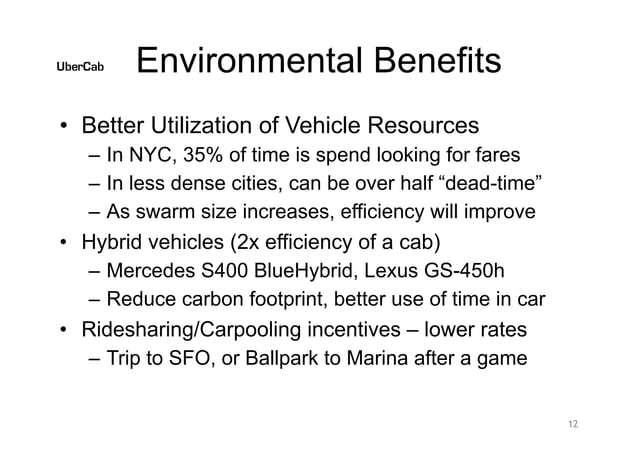 UberCab
Environmental Benefits
• Better Utilization of Vehicle Resources
– In NYC, 35% of time is spend looking for fares
– In less dense cities, can be over half “dead-time”
– As swarm size increases, efficiency will improve
• Hybrid vehicles (2x efficiency of a cab)
– Mercedes S400 BlueHybrid, Lexus GS-450h
– Reduce carbon footprint, better use of time in car
• Ridesharing/Carpooling incentives – lower rates
– Trip to SFO, or Ballpark to Marina after a game
12